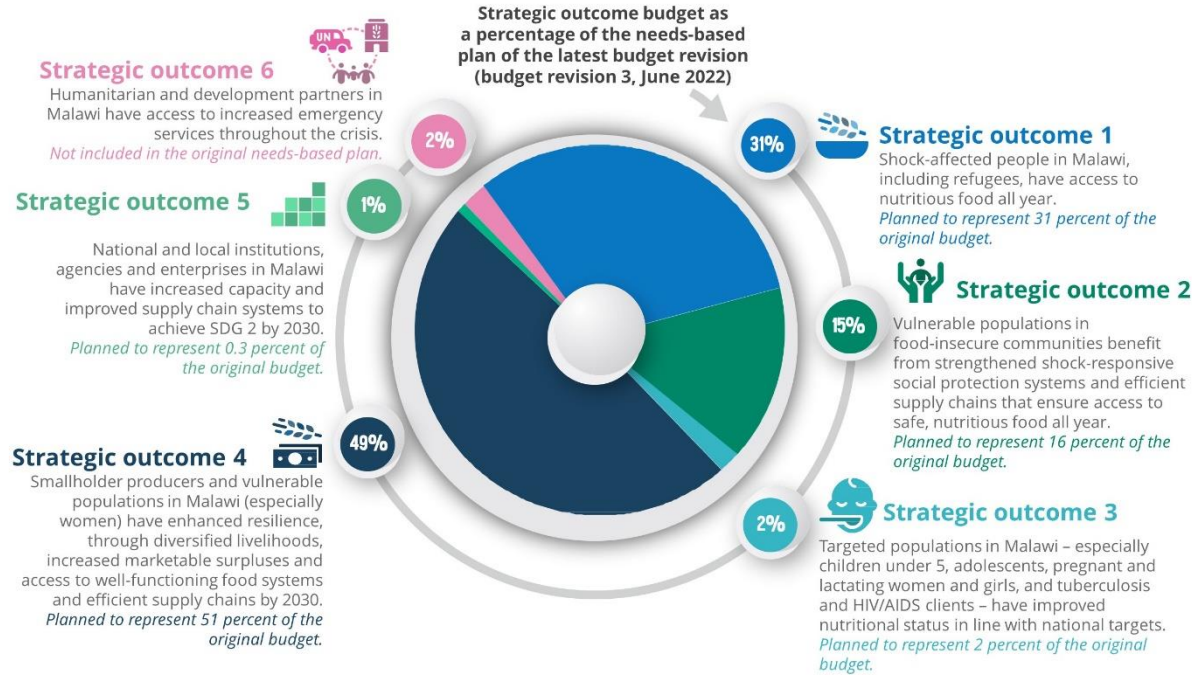 Strategic outcome budget as
a percentage of the needs-based
plan of the latest budget revision
(budget revision 3, June 2022)
31%
Strategic outcome 1
Shock-affected people in Malawi,
including refugees, have access to
nutritious food all year.
Planned to represent 31 percent of the
original budget.
15%
Strategic outcome 2
Vulnerable populations in
food-insecure communities benefit
from strengthened shock-responsive
social protection systems and efficient
supply chains that ensure access to
safe, nutritious food all year.
Planned to represent 16 percent of the
original budget.
2%
Strategic outcome 3
Targeted populations in Malawi – especially
children under 5, adolescents, pregnant and
lactating women and girls, and tuberculosis
and HIV/AIDS clients – have improved
nutritional status in line with national targets.
Planned to represent 2 percent of the original
budget.
49%
Strategic outcome 4
Smallholder producers and vulnerable
populations in Malawi (especially
women) have enhanced resilience,
through diversified livelhoods,
increased marketable surpluses and
access to well-functioning food systems
and efficient supply chains by 2030.
Planned to represent 51 percent of the
original budget.
1%
Strategic outcome 5
National and local institutions,
agencies and enterprises in Malawi
have increased capacity and
improved supply chain systems to
achieve SDG 2 by 2030.
Planned to represent 0.3 percent of
the original budget.
2%
UN
Strategic outcome 6
Humanitarian and development partners in
Malawi have access to increased emergency
services throughout the crisis.
Not included in the original needs-based plan.